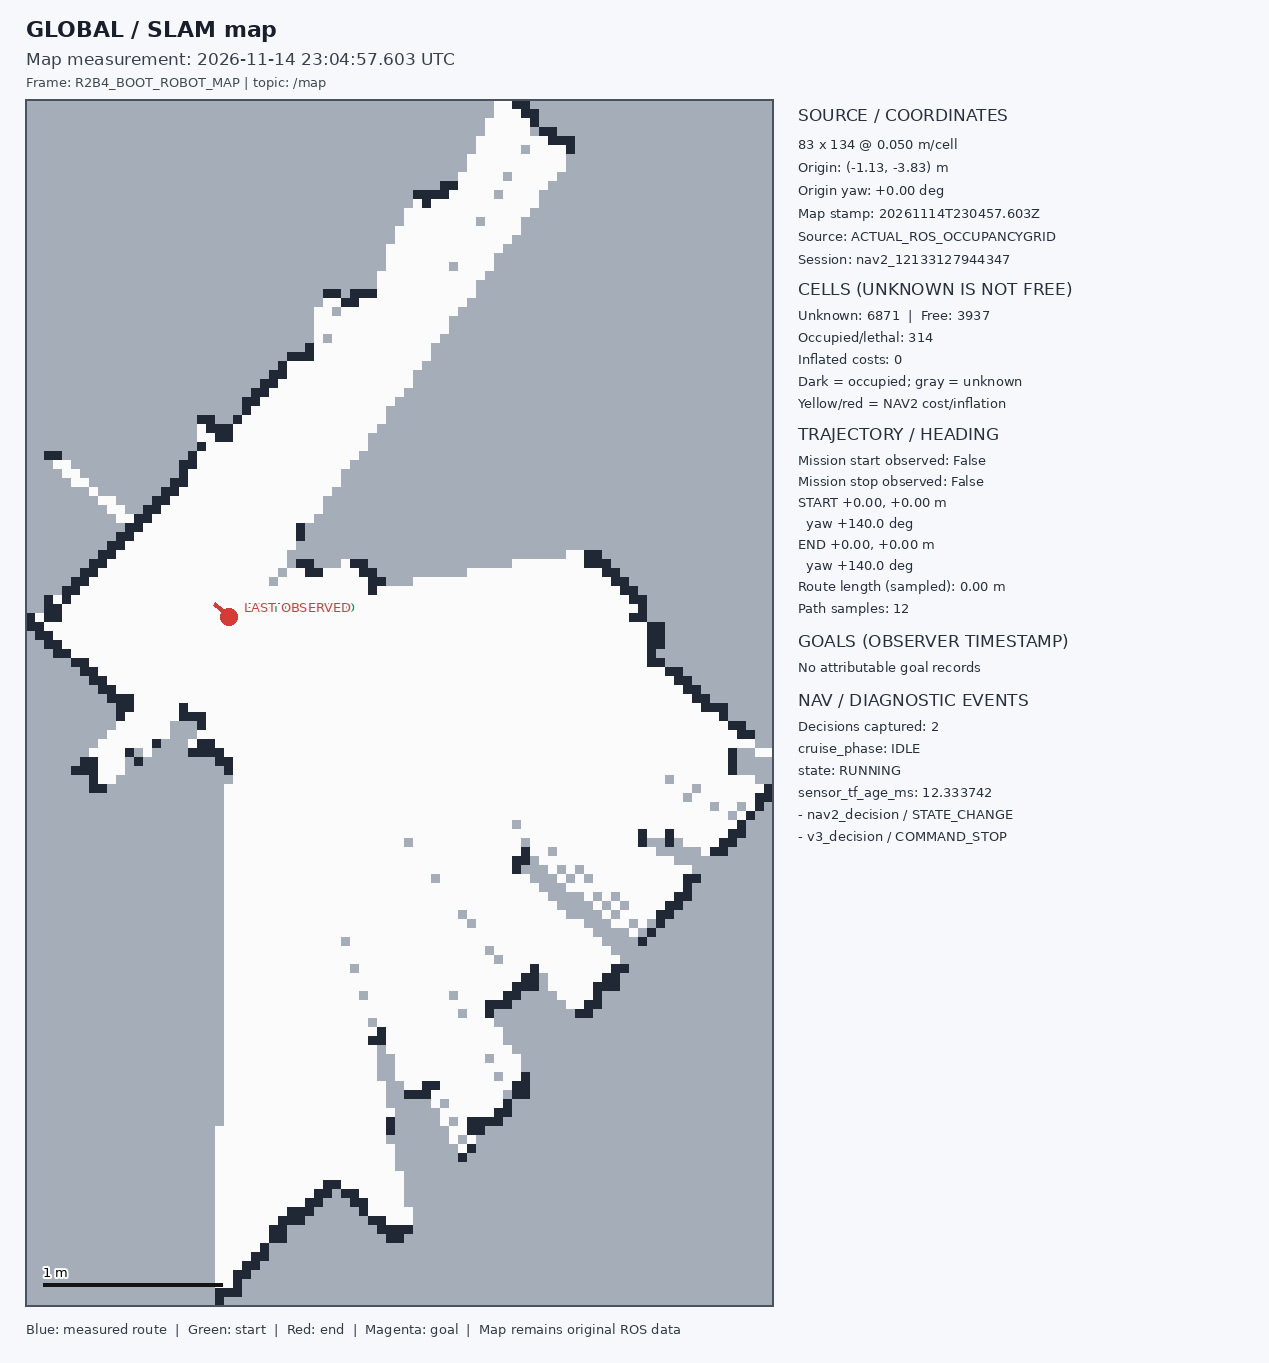 GLOBAL / SLAM map
Map measurement: 2026-11-14 23:04:57.603 UTC
Frame: R2B4_BOOT_ROBOT_MAP | topic: /map
SOURCE / COORDINATES
83 x 134 @ 0.050 m/cell
Origin: (-1.13, -3.83) m
Origin yaw: +0.00 deg
Map stamp: 20261114T230457.603Z
Source: ACTUAL_ROS_OCCUPANCYGRID
Session: nav2_12133127944347
CELLS (UNKNOWN IS NOT FREE)
Unknown: 6871 | Free: 3937
Occupied/lethal: 314
Inflated costs: 0
Dark = occupied; gray = unknown
Yellow/red = NAV2 cost/inflation
TRAJECTORY / HEADING
Mission start observed: False
Mission stop observed: False
START +0.00, +0.00 m
yaw +140.0 deg
END +0.00, +0.00 m
yaw +140.0 deg
Route length (sampled): 0.00 m
Path samples: 12
GOALS (OBSERVER TIMESTAMP)
No attributable goal records
NAV / DIAGNOSTIC EVENTS
Decisions captured: 2
cruise_phase: IDLE
state: RUNNING
sensor_tf_age_ms: 12.333742
- nav2_decision / STATE_CHANGE
- v3_decision / COMMAND_STOP
LAST OBSERVED
1 m
Blue: measured route | Green: start | Red: end | Magenta: goal | Map remains original ROS data